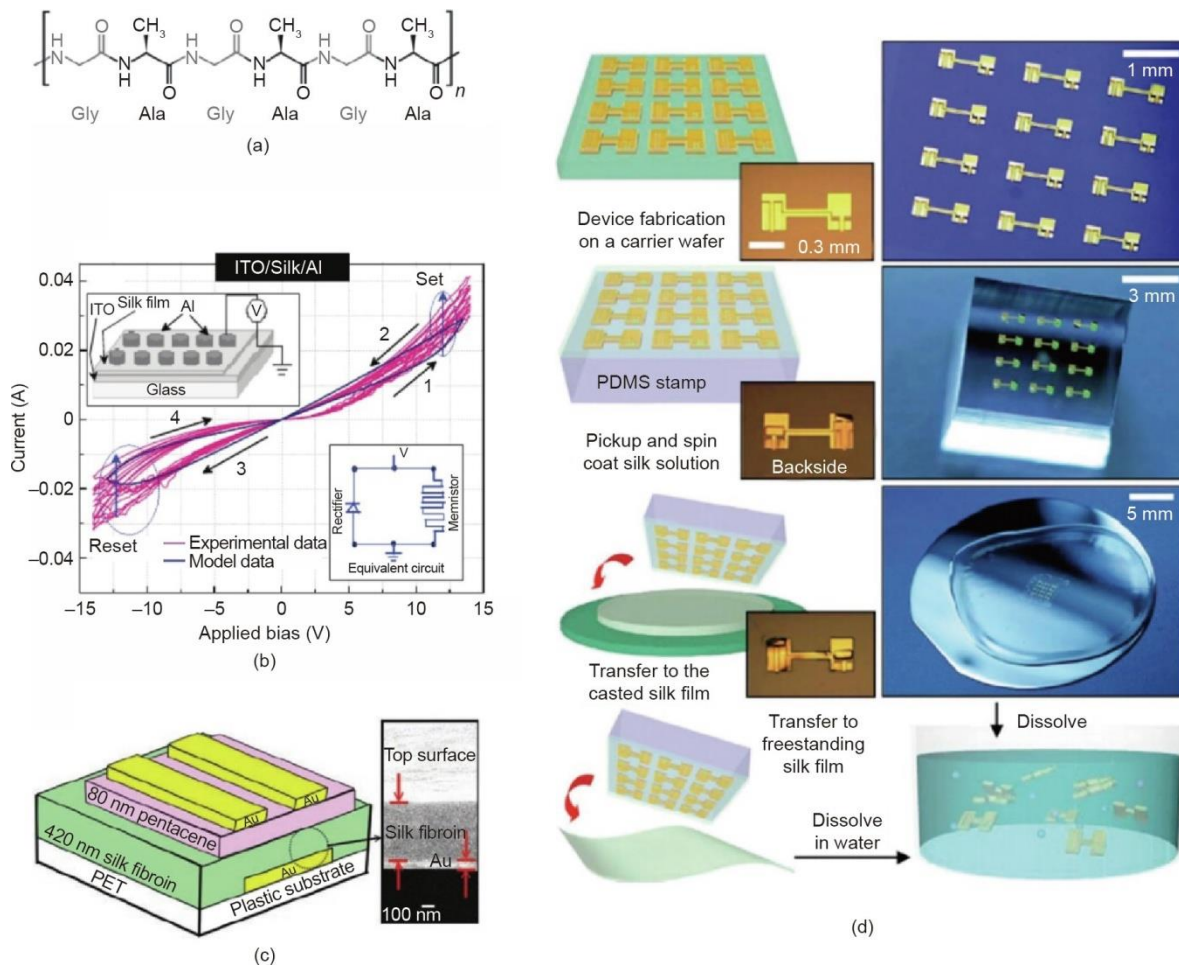 H
N
O
CH3
N
H
O
H
N
O
CH3
N
H
O
H
N
O
CH3
N
H
O
n
Gly Ala Gly Ala Gly Ala
(a)
ITO/Silk/Al
Current (A)
0.04
0.02
0
–0.02
–0.04
ITO
Silk film
Al
V
Glass
Set
2
1
4
3
Reset
Experimental data
Model data
V
Rectifier
Memristor
Equivalent circuit
–15 –10 –5 0 5 10 15
Applied bias (V)
(b)
Au
Au
80 nm pentacene
420 nm silk fibroin
Au
PET
Plastic substrate
Top surface
Silk fibroin
Au
100 nm
(c)
Device fabrication
on a carrier wafer
0.3 mm
1 mm
PDMS stamp
3 mm
Pickup and spin
coat silk solution
Backside
5 mm
Transfer to the
casted silk film
Transfer to
freestanding
silk film
Dissolve
Dissolve
in water
(d)